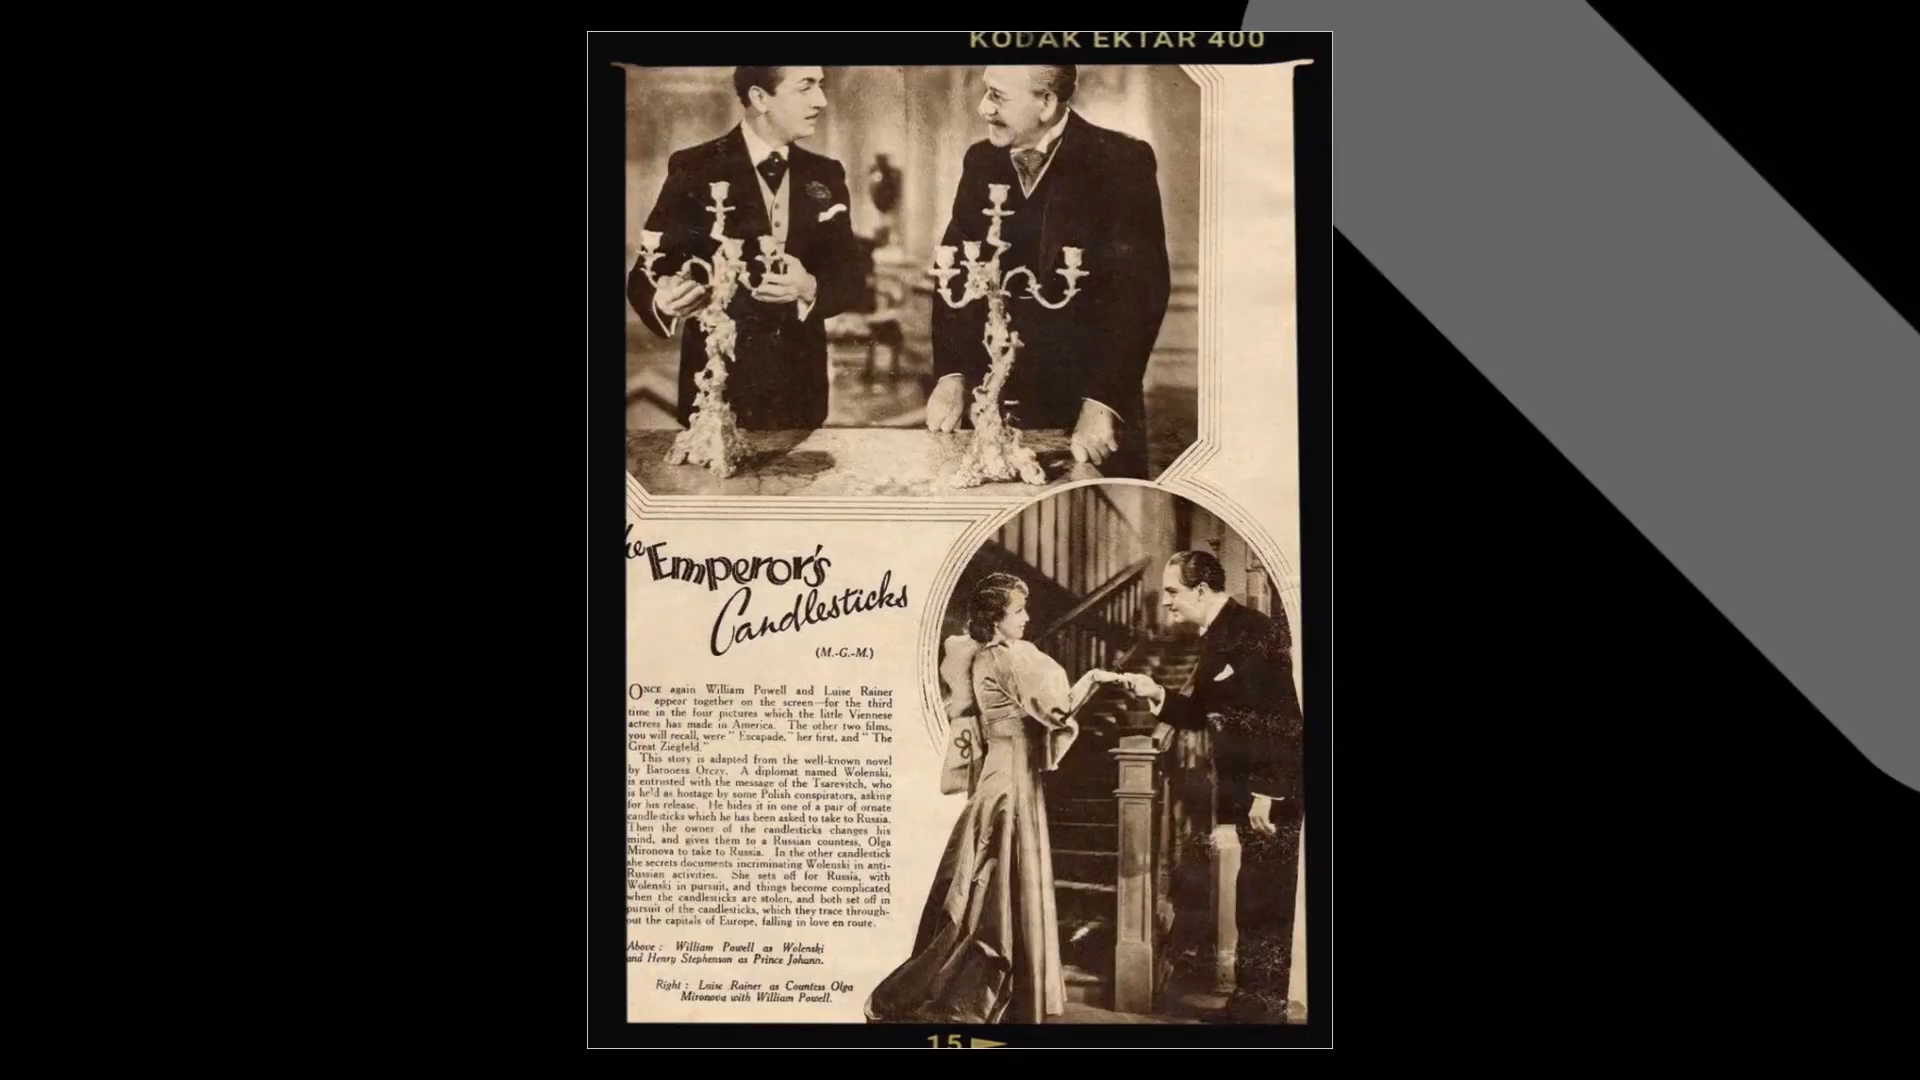 KODAK EKTAR 400
he
Emperor's
Candlesticks
(M.-G.-M.)
ONCE again William Powell and Luise Rainer
appear together on the screen—for the third
time in the four pictures which the little Viennese
actress has made in America. The other two films,
you will recall, were "Escapade," her first, and "The
Great Ziegfeld."
This story is adapted from the well-known novel
by Baroness Orczy. A diplomat named Wolenski,
is entrusted with the message of the Tsarevitch, who
is held as hostage by some Polish conspirators, asking
for his release. He hides it in one of a pair of ornate
candlesticks which he has been asked to take to Russia.
Then the owner of the candlesticks changes his
mind, and gives them to a Russian countess, Olga
Mironova to take to Russia. In the other candlestick
she secrets documents incriminating Wolenski in anti-
Russian activities. She sets off for Russia, with
Wolenski in pursuit, and things become complicated
when the candlesticks are stolen, and both set off in
pursuit of the candlesticks, which they trace through-
out the capitals of Europe, falling in love en route.
Above: William Powell as Wolenski
and Henry Stephenson as Prince Johann.
Right: Luise Rainer as Countess Olga
Mironova with William Powell.
15